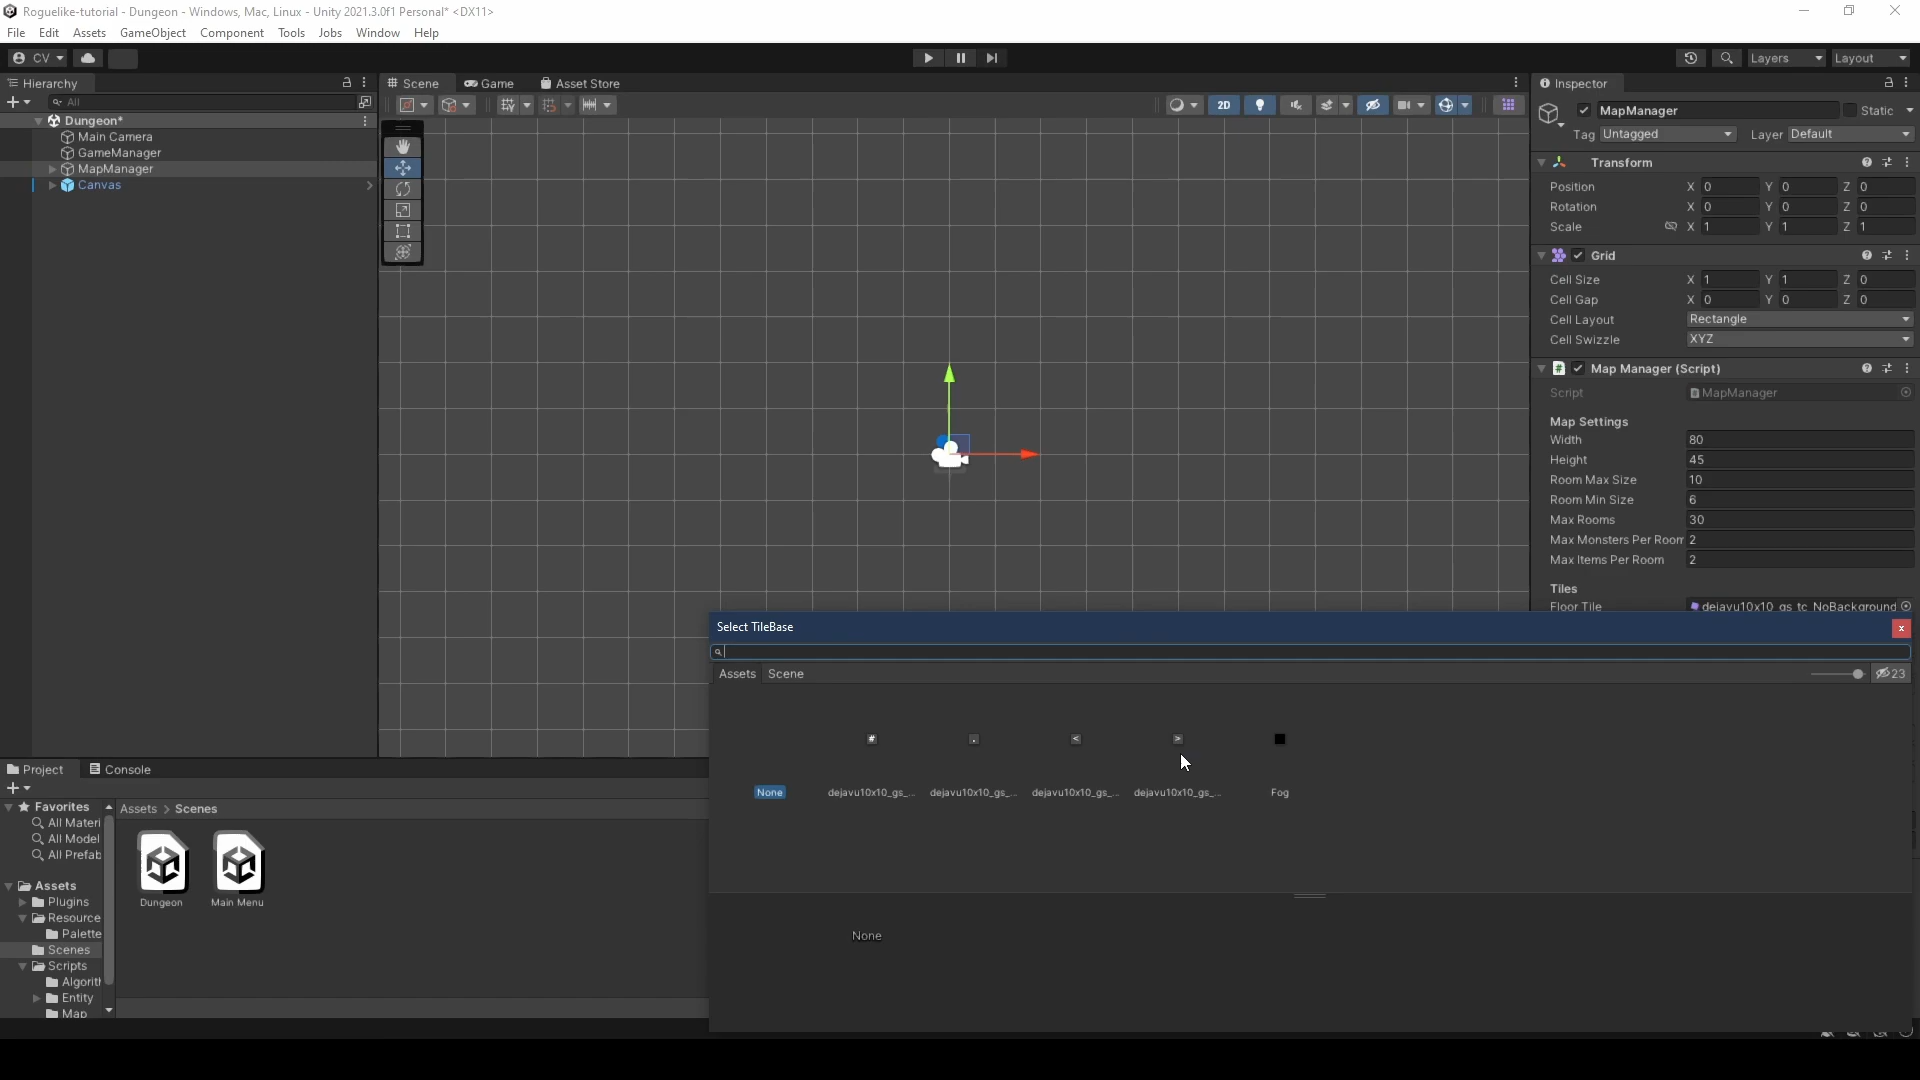 Roguelike-tutorial - Dungeon - Windows, Mac, Linux - Unity 2021.3.0f1 Personal* <DX11>
File Edit Assets GameObject Component Tools Jobs Window Help
CV Layers Layout
Hierarchy
All
Dungeon*
Main Camera
GameManager
MapManager
Canvas
Scene Game Asset Store
2D
Inspector
MapManager Static
Tag Untagged Layer Default
Transform
Position X 0 Y 0 Z 0
Rotation X 0 Y 0 Z 0
Scale X 1 Y 1 Z 1
Grid
Cell Size X 1 Y 1 Z 0
Cell Gap X 0 Y 0 Z 0
Cell Layout Rectangle
Cell Swizzle XYZ
Map Manager (Script)
Script MapManager
Map Settings
Width 80
Height 45
Room Max Size 10
Room Min Size 6
Max Rooms 30
Max Monsters Per Room 2
Max Items Per Room 2
Tiles
Floor Tile dejavu10x10_gs_tc_NoBackground
Select TileBase
Assets Scene 23
# . < >
None dejavu10x10_gs_... dejavu10x10_gs_... dejavu10x10_gs_... dejavu10x10_gs_... Fog
None
Project Console
Favorites
All Materi
All Model
All Prefab
Assets
Plugins
Resource
Palette
Scenes
Scripts
Algorit
Entity
Map
Assets > Scenes
Dungeon Main Menu